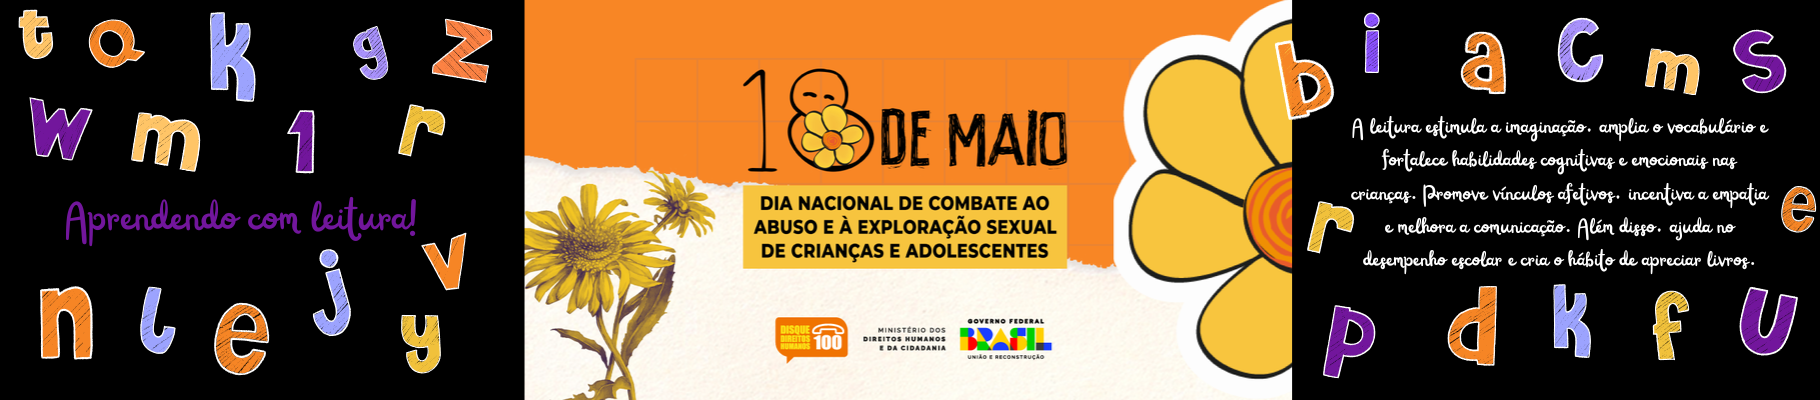 t a k g z
w m 1 r
Aprendendo com leitura!
n l e j v y
18 DE MAIO
DIA NACIONAL DE COMBATE AO
ABUSO E À EXPLORAÇÃO SEXUAL
DE CRIANÇAS E ADOLESCENTES
DISQUE
DIREITOS
HUMANOS
100
MINISTÉRIO DOS
DIREITOS HUMANOS
E DA CIDADANIA
GOVERNO FEDERAL
BRASIL
UNIÃO E RECONSTRUÇÃO
b i a c m s
A leitura estimula a imaginação, amplia o vocabulário e
fortalece habilidades cognitivas e emocionais nas
crianças. Promove vínculos afetivos, incentiva a empatia
e melhora a comunicação. Além disso, ajuda no
desempenho escolar e cria o hábito de apreciar livros.
r e
p d k f U